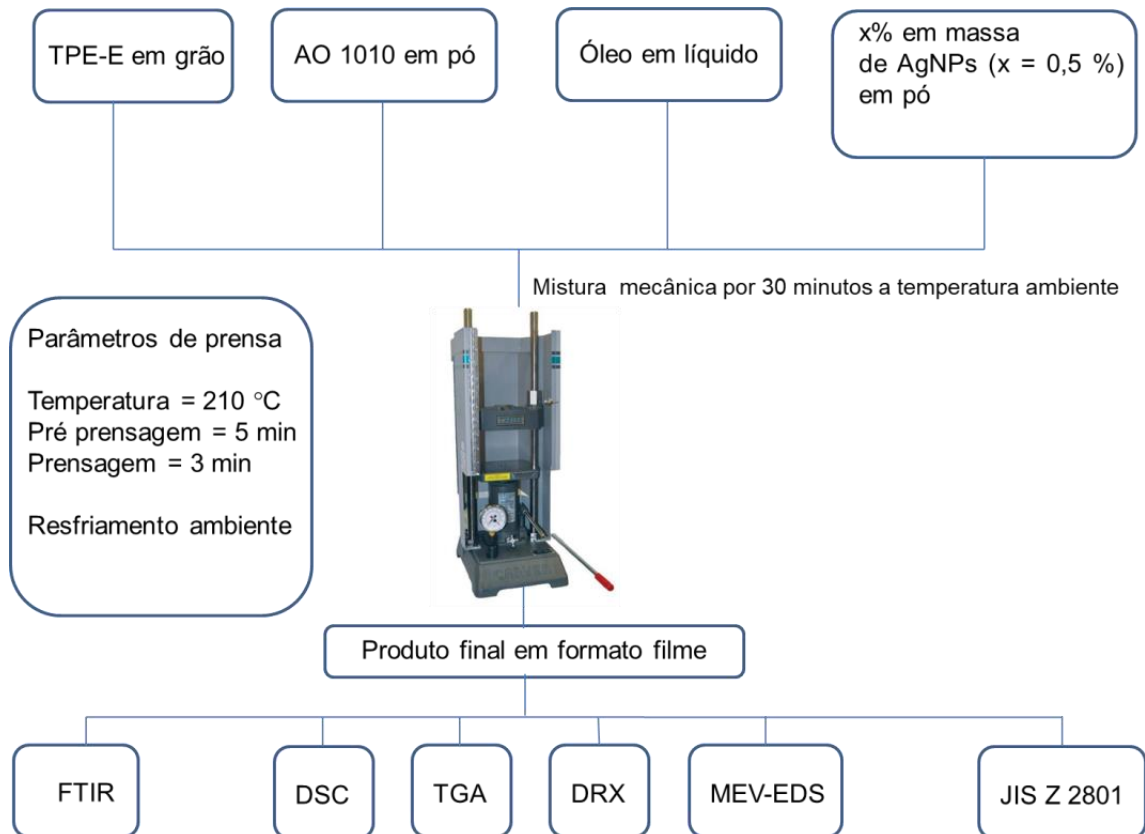 TPE-E em grão
AO 1010 em pó
Óleo em líquido
x% em massa
de AgNPs (x = 0,5 %)
em pó
Mistura mecânica por 30 minutos a temperatura ambiente
Parâmetros de prensa
Temperatura = 210 °C
Pré prensagem = 5 min
Prensagem = 3 min
Resfriamento ambiente
Produto final em formato filme
FTIR
DSC
TGA
DRX
MEV-EDS
JIS Z 2801